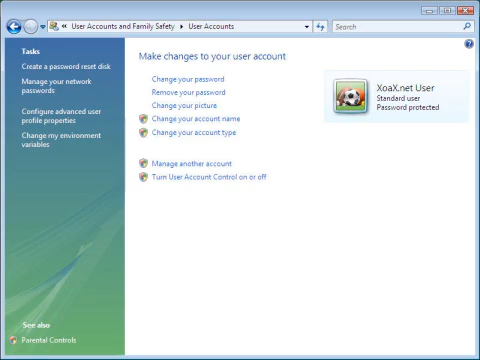 « User Accounts and Family Safety ▸ User Accounts
Search
Tasks
Create a password reset disk
Manage your network
passwords
Configure advanced user
profile properties
Change my environment
variables
See also
Parental Controls
Make changes to your user account
Change your password
Remove your password
Change your picture
Change your account name
Change your account type
Manage another account
Turn User Account Control on or off
XoaX.net User
Standard user
Password protected